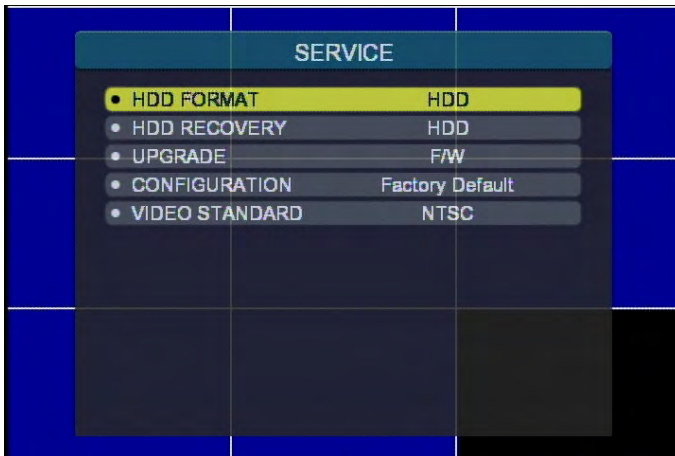 SERVICE
• HDD FORMAT HDD
• HDD RECOVERY HDD
• UPGRADE F/W
• CONFIGURATION Factory Default
• VIDEO STANDARD NTSC